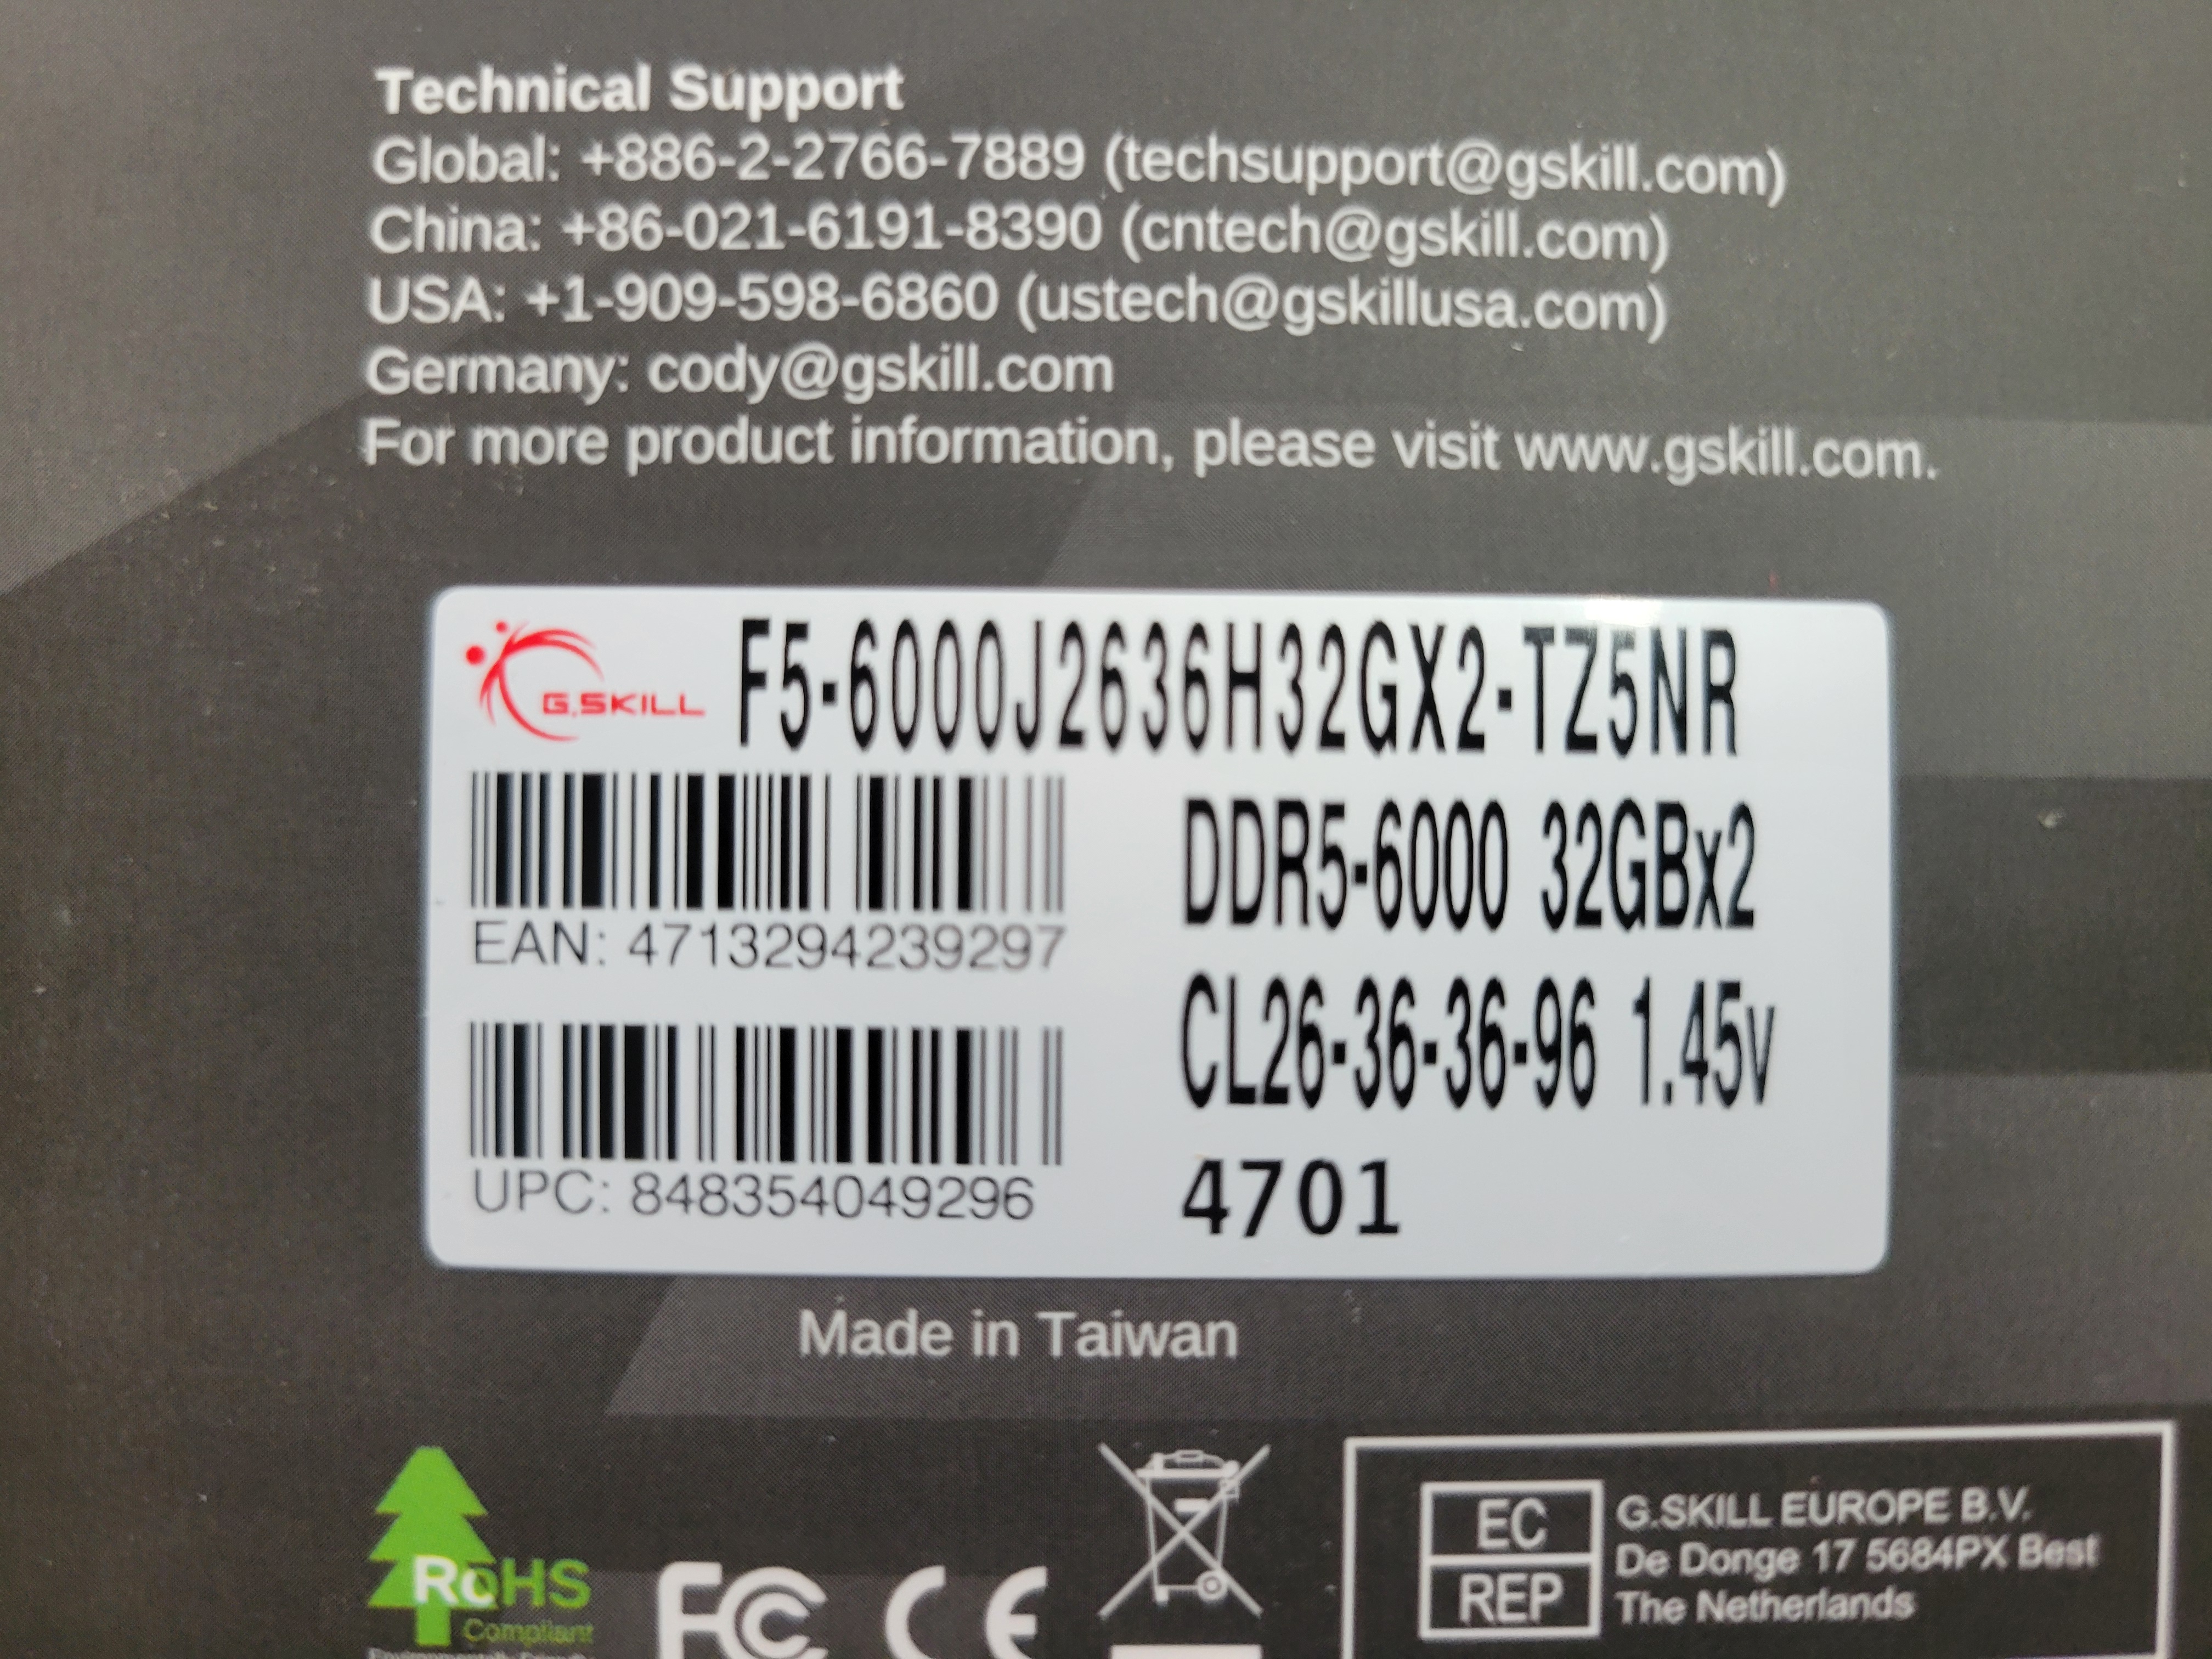 Technical Support
Global: +886-2-2766-7889 (techsupport@gskill.com)
China: +86-021-6191-8390 (cntech@gskill.com)
USA: +1-909-598-6860 (ustech@gskillusa.com)
Germany: cody@gskill.com
For more product information, please visit www.gskill.com.
G.SKILL
F5-6000J2636H32GX2-TZ5NR
DDR5-6000 32GBx2
EAN: 4713294239297
CL26-36-36-96 1.45v
UPC: 848354049296
4701
Made in Taiwan
RoHS
Compliant
Environmentally Friendly
FC CE
EC
REP
G.SKILL EUROPE B.V.
De Donge 17 5684PX Best
The Netherlands